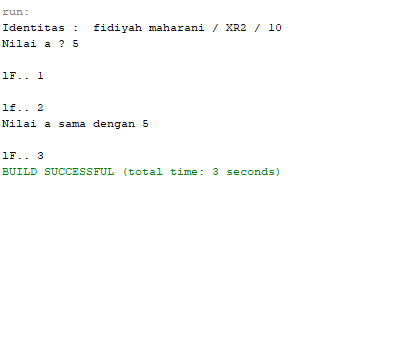 run:
Identitas :  fidiyah maharani / XR2 / 10
Nilai a ? 5
lF.. 1
lf.. 2
Nilai a sama dengan 5
lF.. 3
BUILD SUCCESSFUL (total time: 3 seconds)